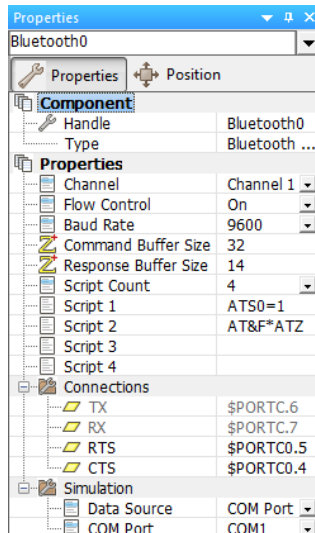 Properties
Bluetooth0
Properties Position
Component
Handle Bluetooth0
Type Bluetooth ...
Properties
Channel Channel 1
Flow Control On
Baud Rate 9600
Command Buffer Size 32
Response Buffer Size 14
Script Count 4
Script 1 ATS0=1
Script 2 AT&F*ATZ
Script 3
Script 4
Connections
TX $PORTC.6
RX $PORTC.7
RTS $PORTC0.5
CTS $PORTC0.4
Simulation
Data Source COM Port
COM Port COM1